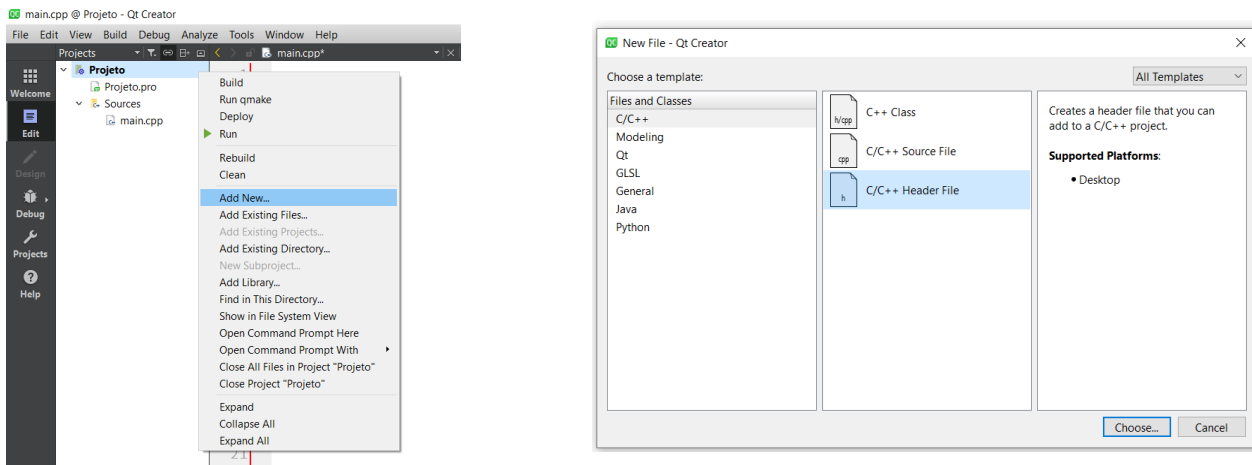 main.cpp @ Projeto - Qt Creator
File Edit View Build Debug Analyze Tools Window Help
Projects
main.cpp*
Welcome
Edit
Design
Debug
Projects
Help
Projeto
Projeto.pro
Sources
main.cpp
Build
Run qmake
Deploy
Run
Rebuild
Clean
Add New...
Add Existing Files...
Add Existing Projects...
Add Existing Directory...
New Subproject...
Add Library...
Find in This Directory...
Show in File System View
Open Command Prompt Here
Open Command Prompt With
Close All Files in Project "Projeto"
Close Project "Projeto"
Expand
Collapse All
Expand All
21
New File - Qt Creator
Choose a template:
All Templates
Files and Classes
C/C++
Modeling
Qt
GLSL
General
Java
Python
h/cpp
C++ Class
cpp
C/C++ Source File
h
C/C++ Header File
Creates a header file that you can
add to a C/C++ project.
Supported Platforms:
• Desktop
Choose...
Cancel